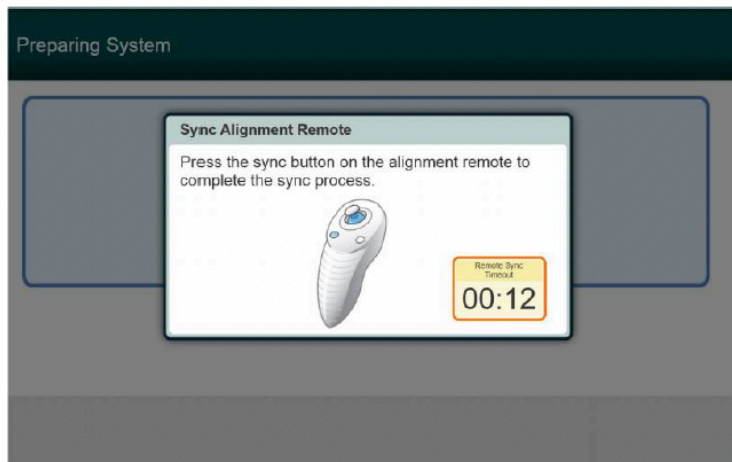 Preparing System
Sync Alignment Remote
Press the sync button on the alignment remote to
complete the sync process.
Remote Sync
Timeout
00:12